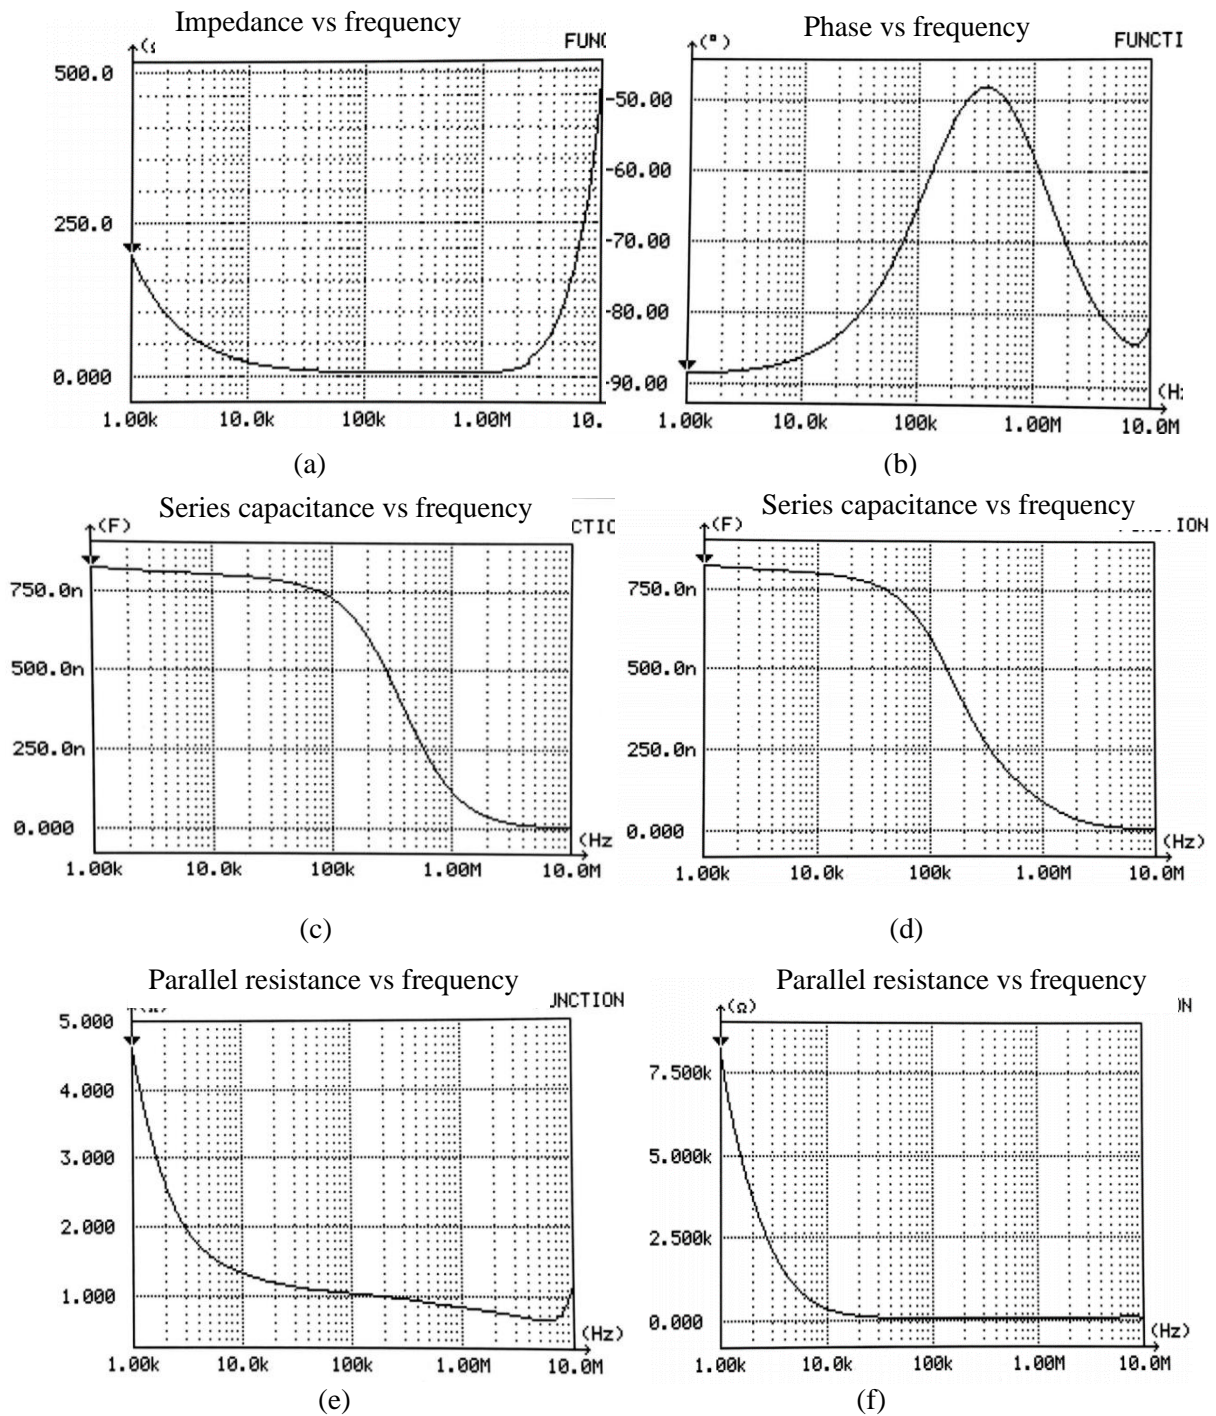 Impedance vs frequency
Phase vs frequency
FUNC
(°)
FUNCTI
500.0
250.0
0.000
1.00k 10.0k 100k 1.00M 10.
(a)
-50.00
-60.00
-70.00
-80.00
-90.00
(Hz
1.00k 10.0k 100k 1.00M 10.0M
(b)
Series capacitance vs frequency
(F)
CTIO
750.0n
500.0n
250.0n
0.000
(Hz
1.00k 10.0k 100k 1.00M 10.0M
(c)
Series capacitance vs frequency
(F)
NCTION
750.0n
500.0n
250.0n
0.000
(Hz)
1.00k 10.0k 100k 1.00M 10.0M
(d)
Parallel resistance vs frequency
JNCTION
5.000
4.000
3.000
2.000
1.000
(Hz)
1.00k 10.0k 100k 1.00M 10.0M
(e)
Parallel resistance vs frequency
(Ω)
N
7.500k
5.000k
2.500k
0.000
(Hz)
1.00k 10.0k 100k 1.00M 10.0M
(f)